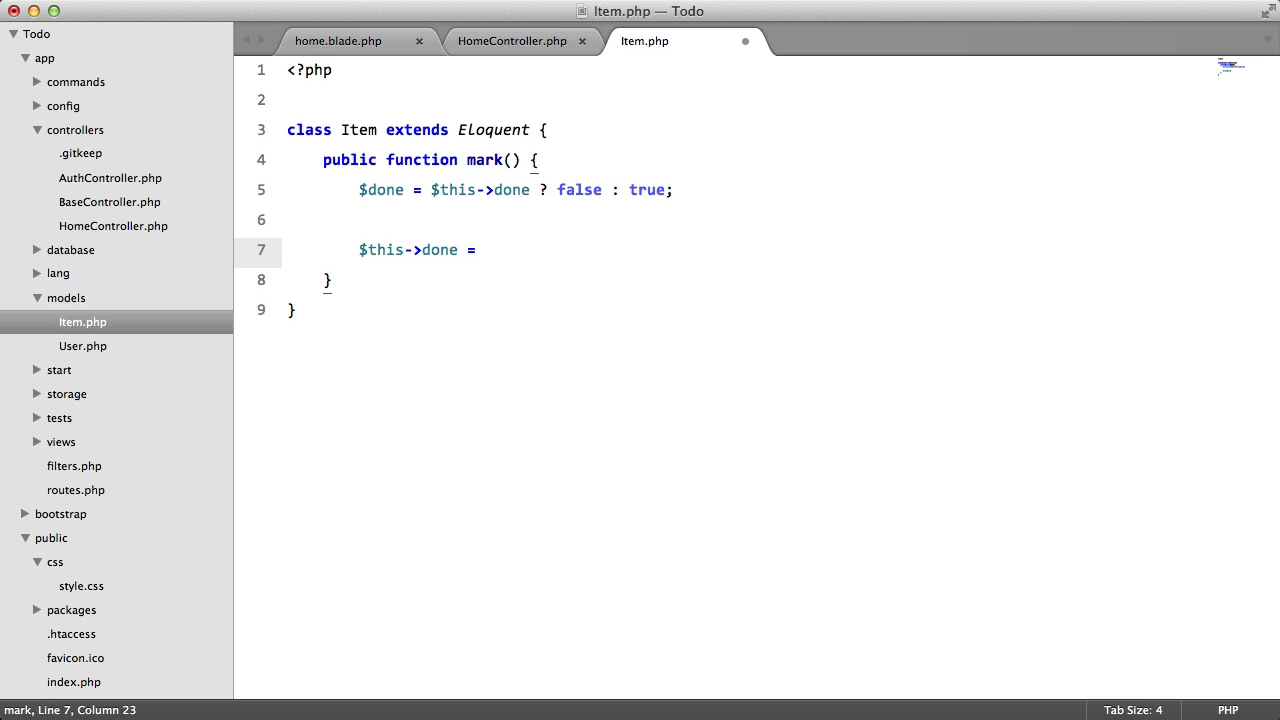 Item.php — Todo
Todo
app
commands
config
controllers
.gitkeep
AuthController.php
BaseController.php
HomeController.php
database
lang
models
Item.php
User.php
start
storage
tests
views
filters.php
routes.php
bootstrap
public
css
style.css
packages
.htaccess
favicon.ico
index.php
home.blade.php
HomeController.php
Item.php
1 <?php
2
3 class Item extends Eloquent {
4 public function mark() {
5 $done = $this->done ? false : true;
6
7 $this->done =
8 }
9 }
mark, Line 7, Column 23
Tab Size: 4
PHP